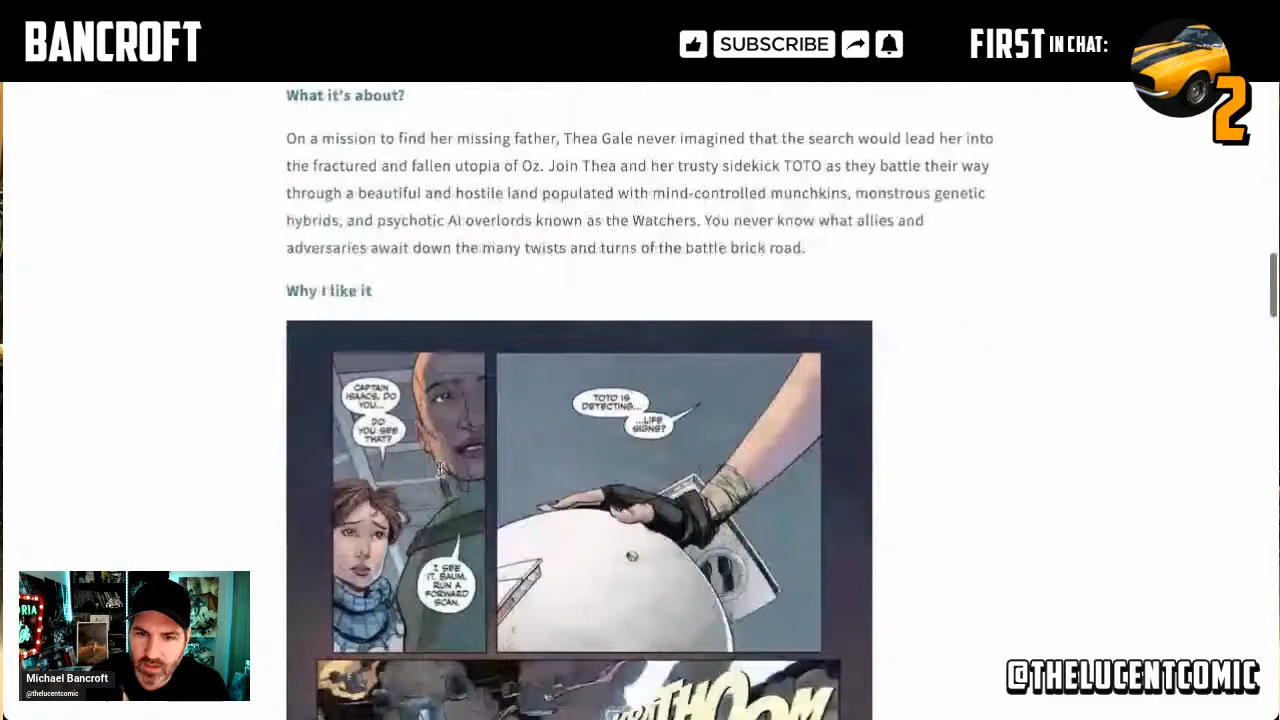 BANCROFT
SUBSCRIBE
FIRST IN CHAT:
2
What it's about?
On a mission to find her missing father, Thea Gale never imagined that the search would lead her into
the fractured and fallen utopia of Oz. Join Thea and her trusty sidekick TOTO as they battle their way
through a beautiful and hostile land populated with mind-controlled munchkins, monstrous genetic
hybrids, and psychotic AI overlords known as the Watchers. You never know what allies and
adversaries await down the many twists and turns of the battle brick road.
Why I like it
CAPTAIN
ISAACS, DO
YOU...
DO
YOU SEE
THAT?
I SEE
IT, BAUM.
RUN A
FORWARD
SCAN.
TOTO IS
DETECTING...
...LIFE
SIGNS?
Michael Bancroft
@thelucentcomic
@THELUCENTCOMIC